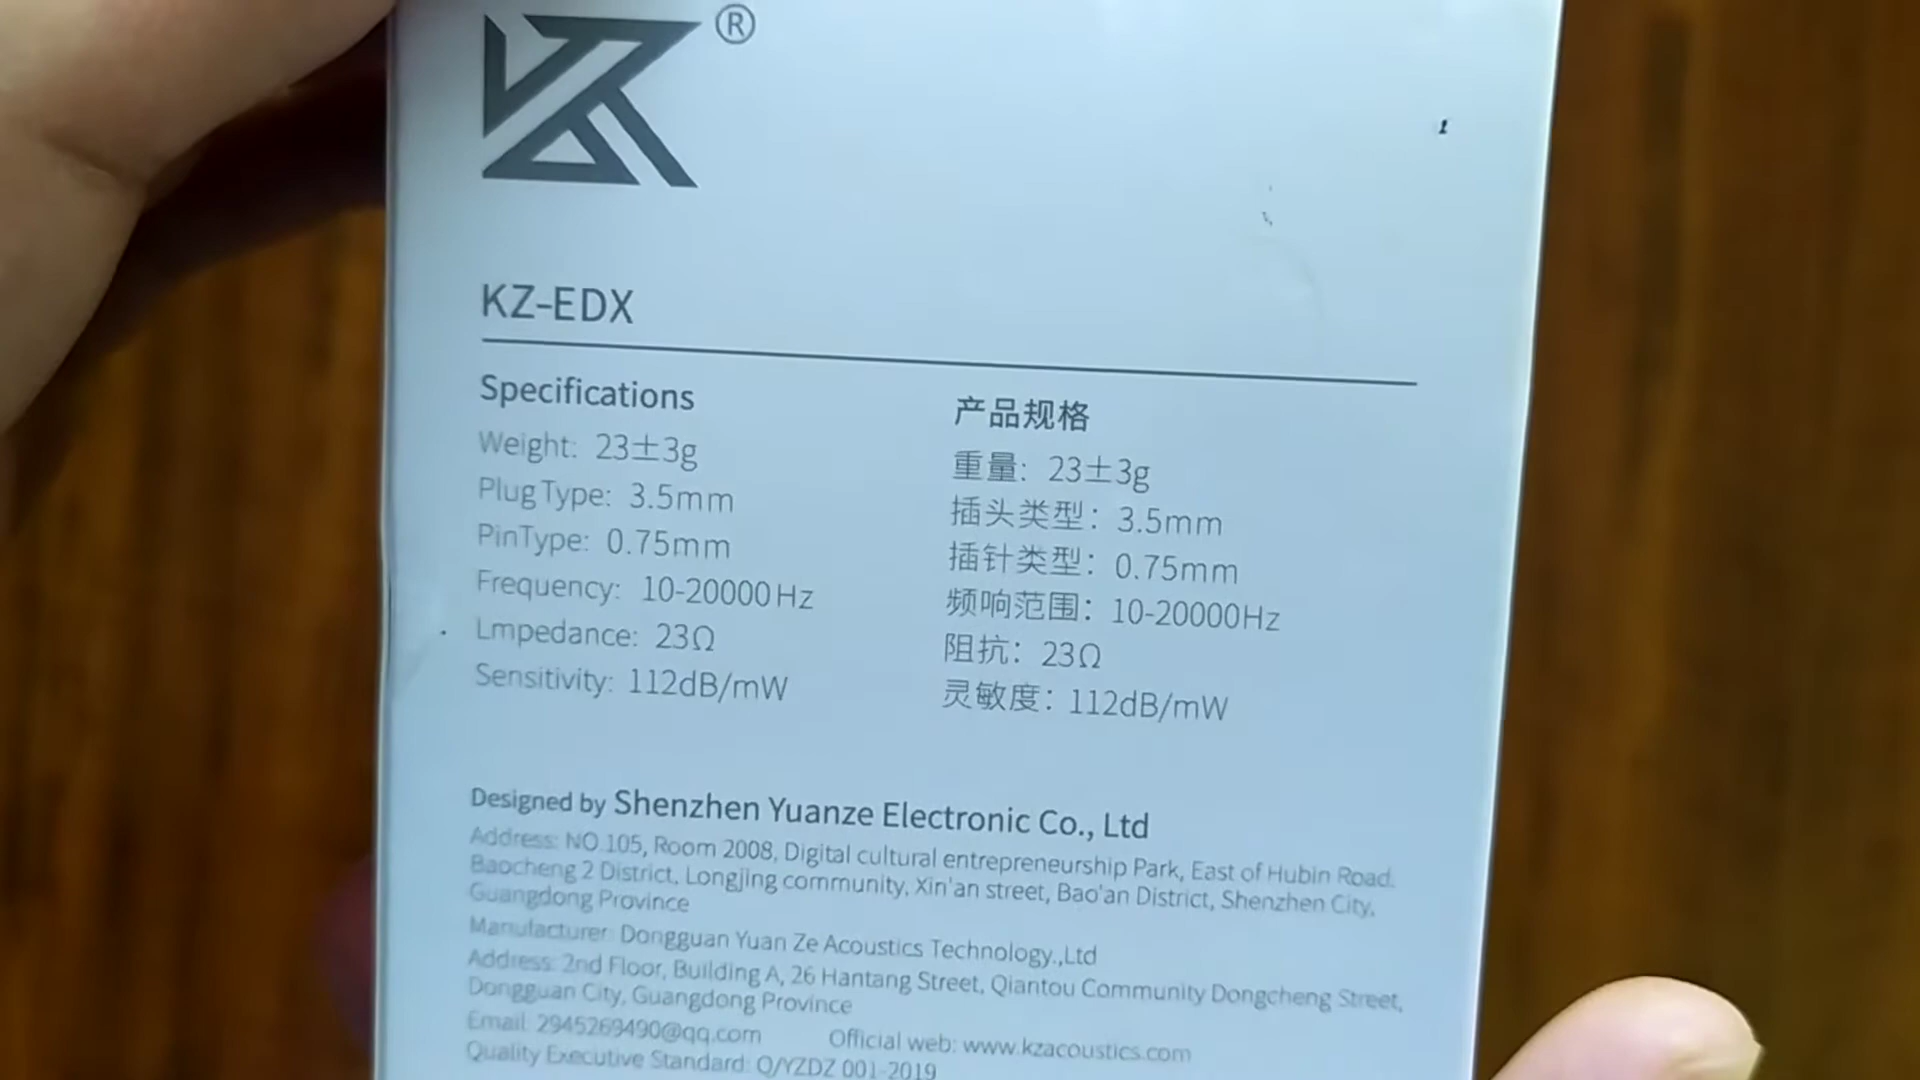 KZ ®
KZ-EDX
Specifications
Weight: 23±3g
Plug Type: 3.5mm
PinType: 0.75mm
Frequency: 10-20000Hz
Lmpedance: 23Ω
Sensitivity: 112dB/mW
产品规格
重量: 23±3g
插头类型: 3.5mm
插针类型: 0.75mm
频响范围: 10-20000Hz
阻抗: 23Ω
灵敏度: 112dB/mW
Designed by Shenzhen Yuanze Electronic Co., Ltd
Address: NO.105, Room 2008, Digital cultural entrepreneurship Park, East of Hubin Road.
Baocheng 2 District, Longjing community, Xin'an street, Bao'an District, Shenzhen City,
Guangdong Province
Manufacturer: Dongguan Yuan Ze Acoustics Technology.,Ltd
Address: 2nd Floor, Building A, 26 Hantang Street, Qiantou Community Dongcheng Street,
Dongguan City, Guangdong Province
Email: 2945269490@qq.com Official web: www.kzacoustics.com
Quality Executive Standard: Q/YZDZ 001-2019